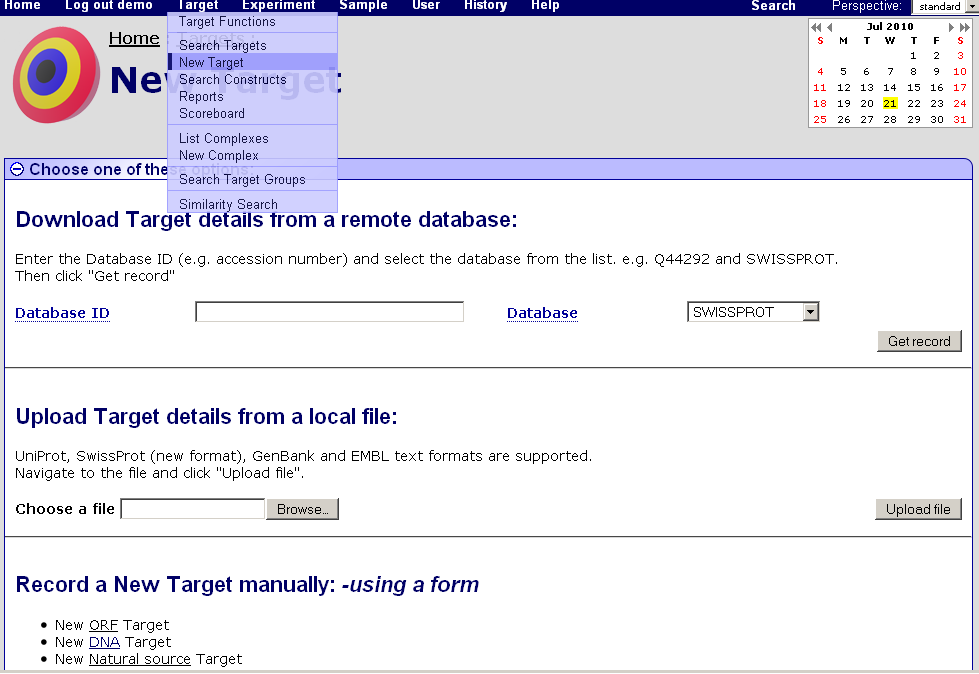 Home Log out demo Target Experiment Sample User History Help Search Perspective: standard
Target Functions
Search Targets
New Target
Search Constructs
Reports
Scoreboard
List Complexes
New Complex
Search Target Groups
Similarity Search
Home : Targets :
New Target
Jul 2010
S M T W T F S
1 2 3
4 5 6 7 8 9 10
11 12 13 14 15 16 17
18 19 20 21 22 23 24
25 26 27 28 29 30 31
Choose one of these options:
Download Target details from a remote database:
Enter the Database ID (e.g. accession number) and select the database from the list. e.g. Q44292 and SWISSPROT.
Then click "Get record"
Database ID Database SWISSPROT
Get record
Upload Target details from a local file:
UniProt, SwissProt (new format), GenBank and EMBL text formats are supported.
Navigate to the file and click "Upload file".
Choose a file Browse... Upload file
Record a New Target manually: -using a form
• New ORF Target
• New DNA Target
• New Natural source Target